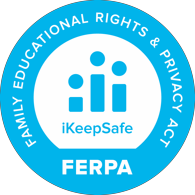 FAMILY EDUCATIONAL RIGHTS & PRIVACY ACT
iKeepSafe
FERPA